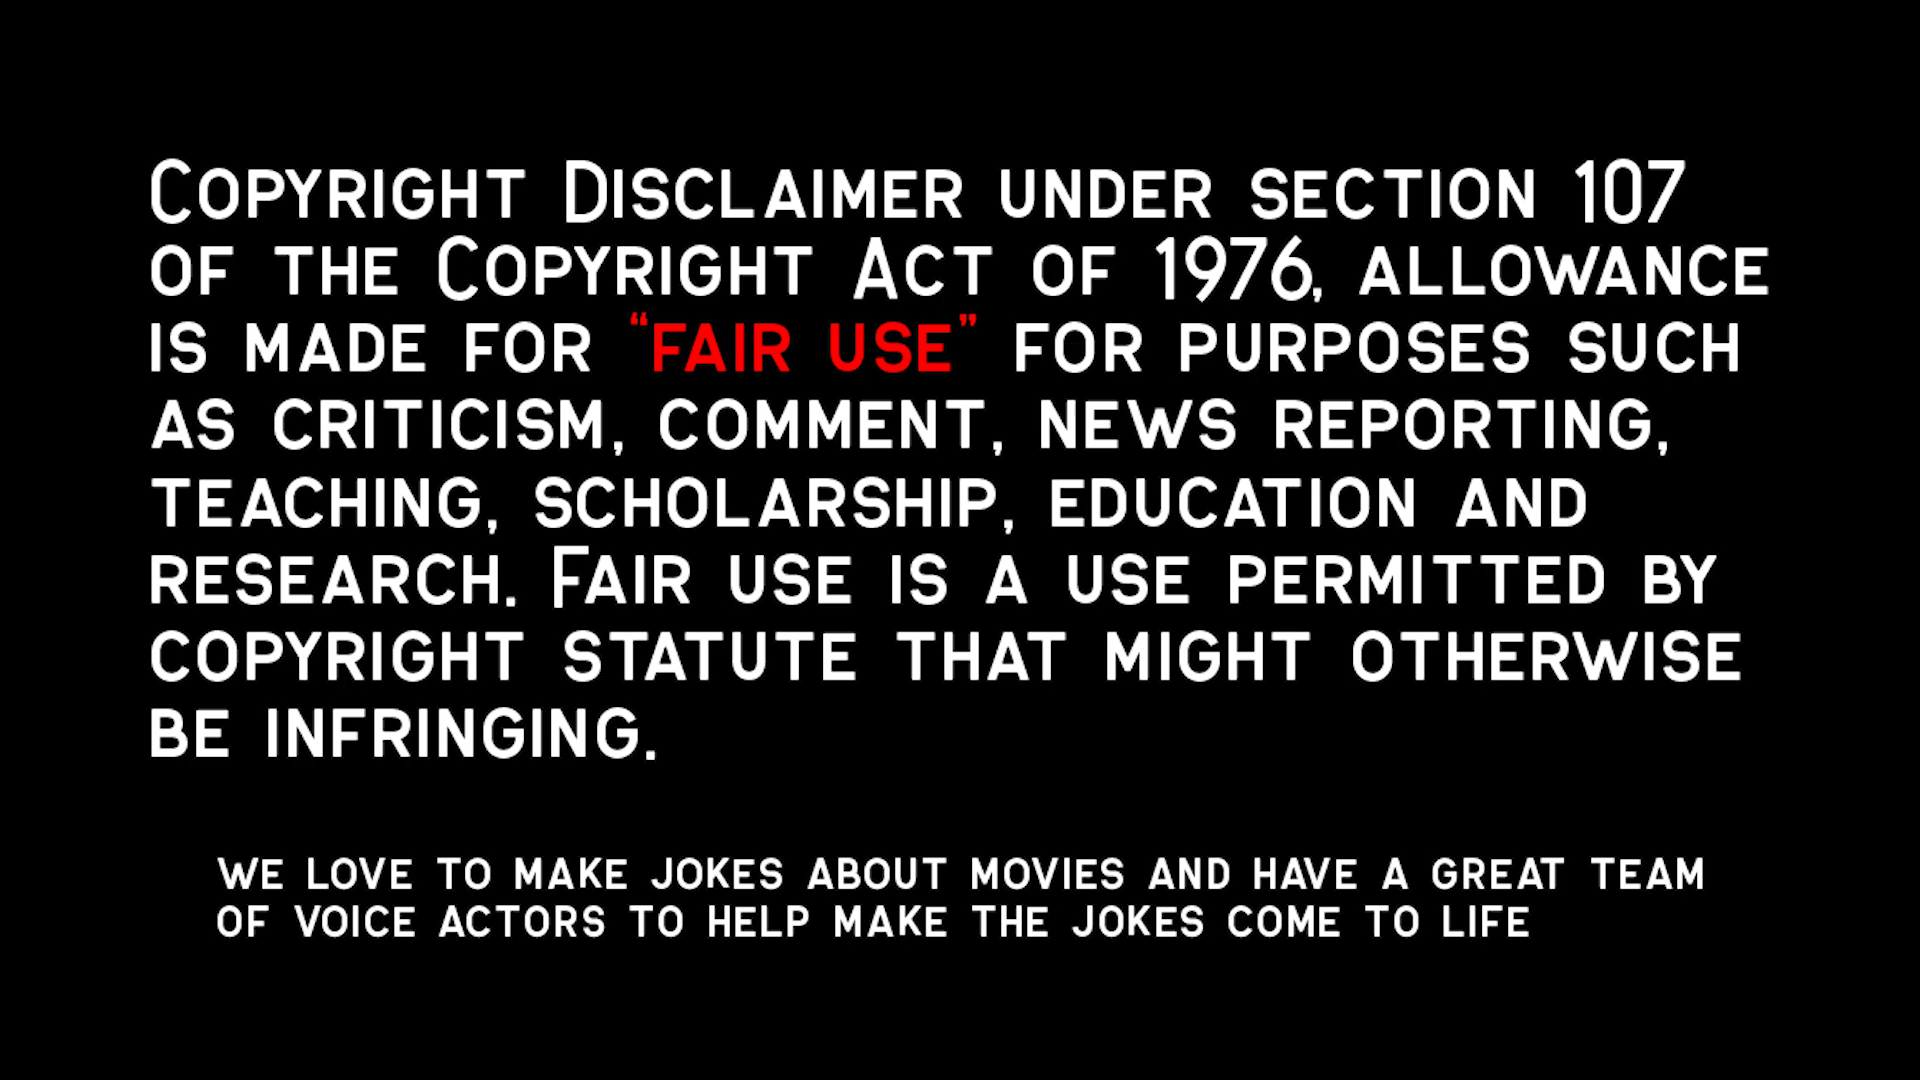 Copyright Disclaimer under section 107
of the Copyright Act of 1976, allowance
is made for “fair use” for purposes such
as criticism, comment, news reporting,
teaching, scholarship, education and
research. Fair use is a use permitted by
copyright statute that might otherwise
be infringing.
we love to make jokes about movies and have a great team
of voice actors to help make the jokes come to life